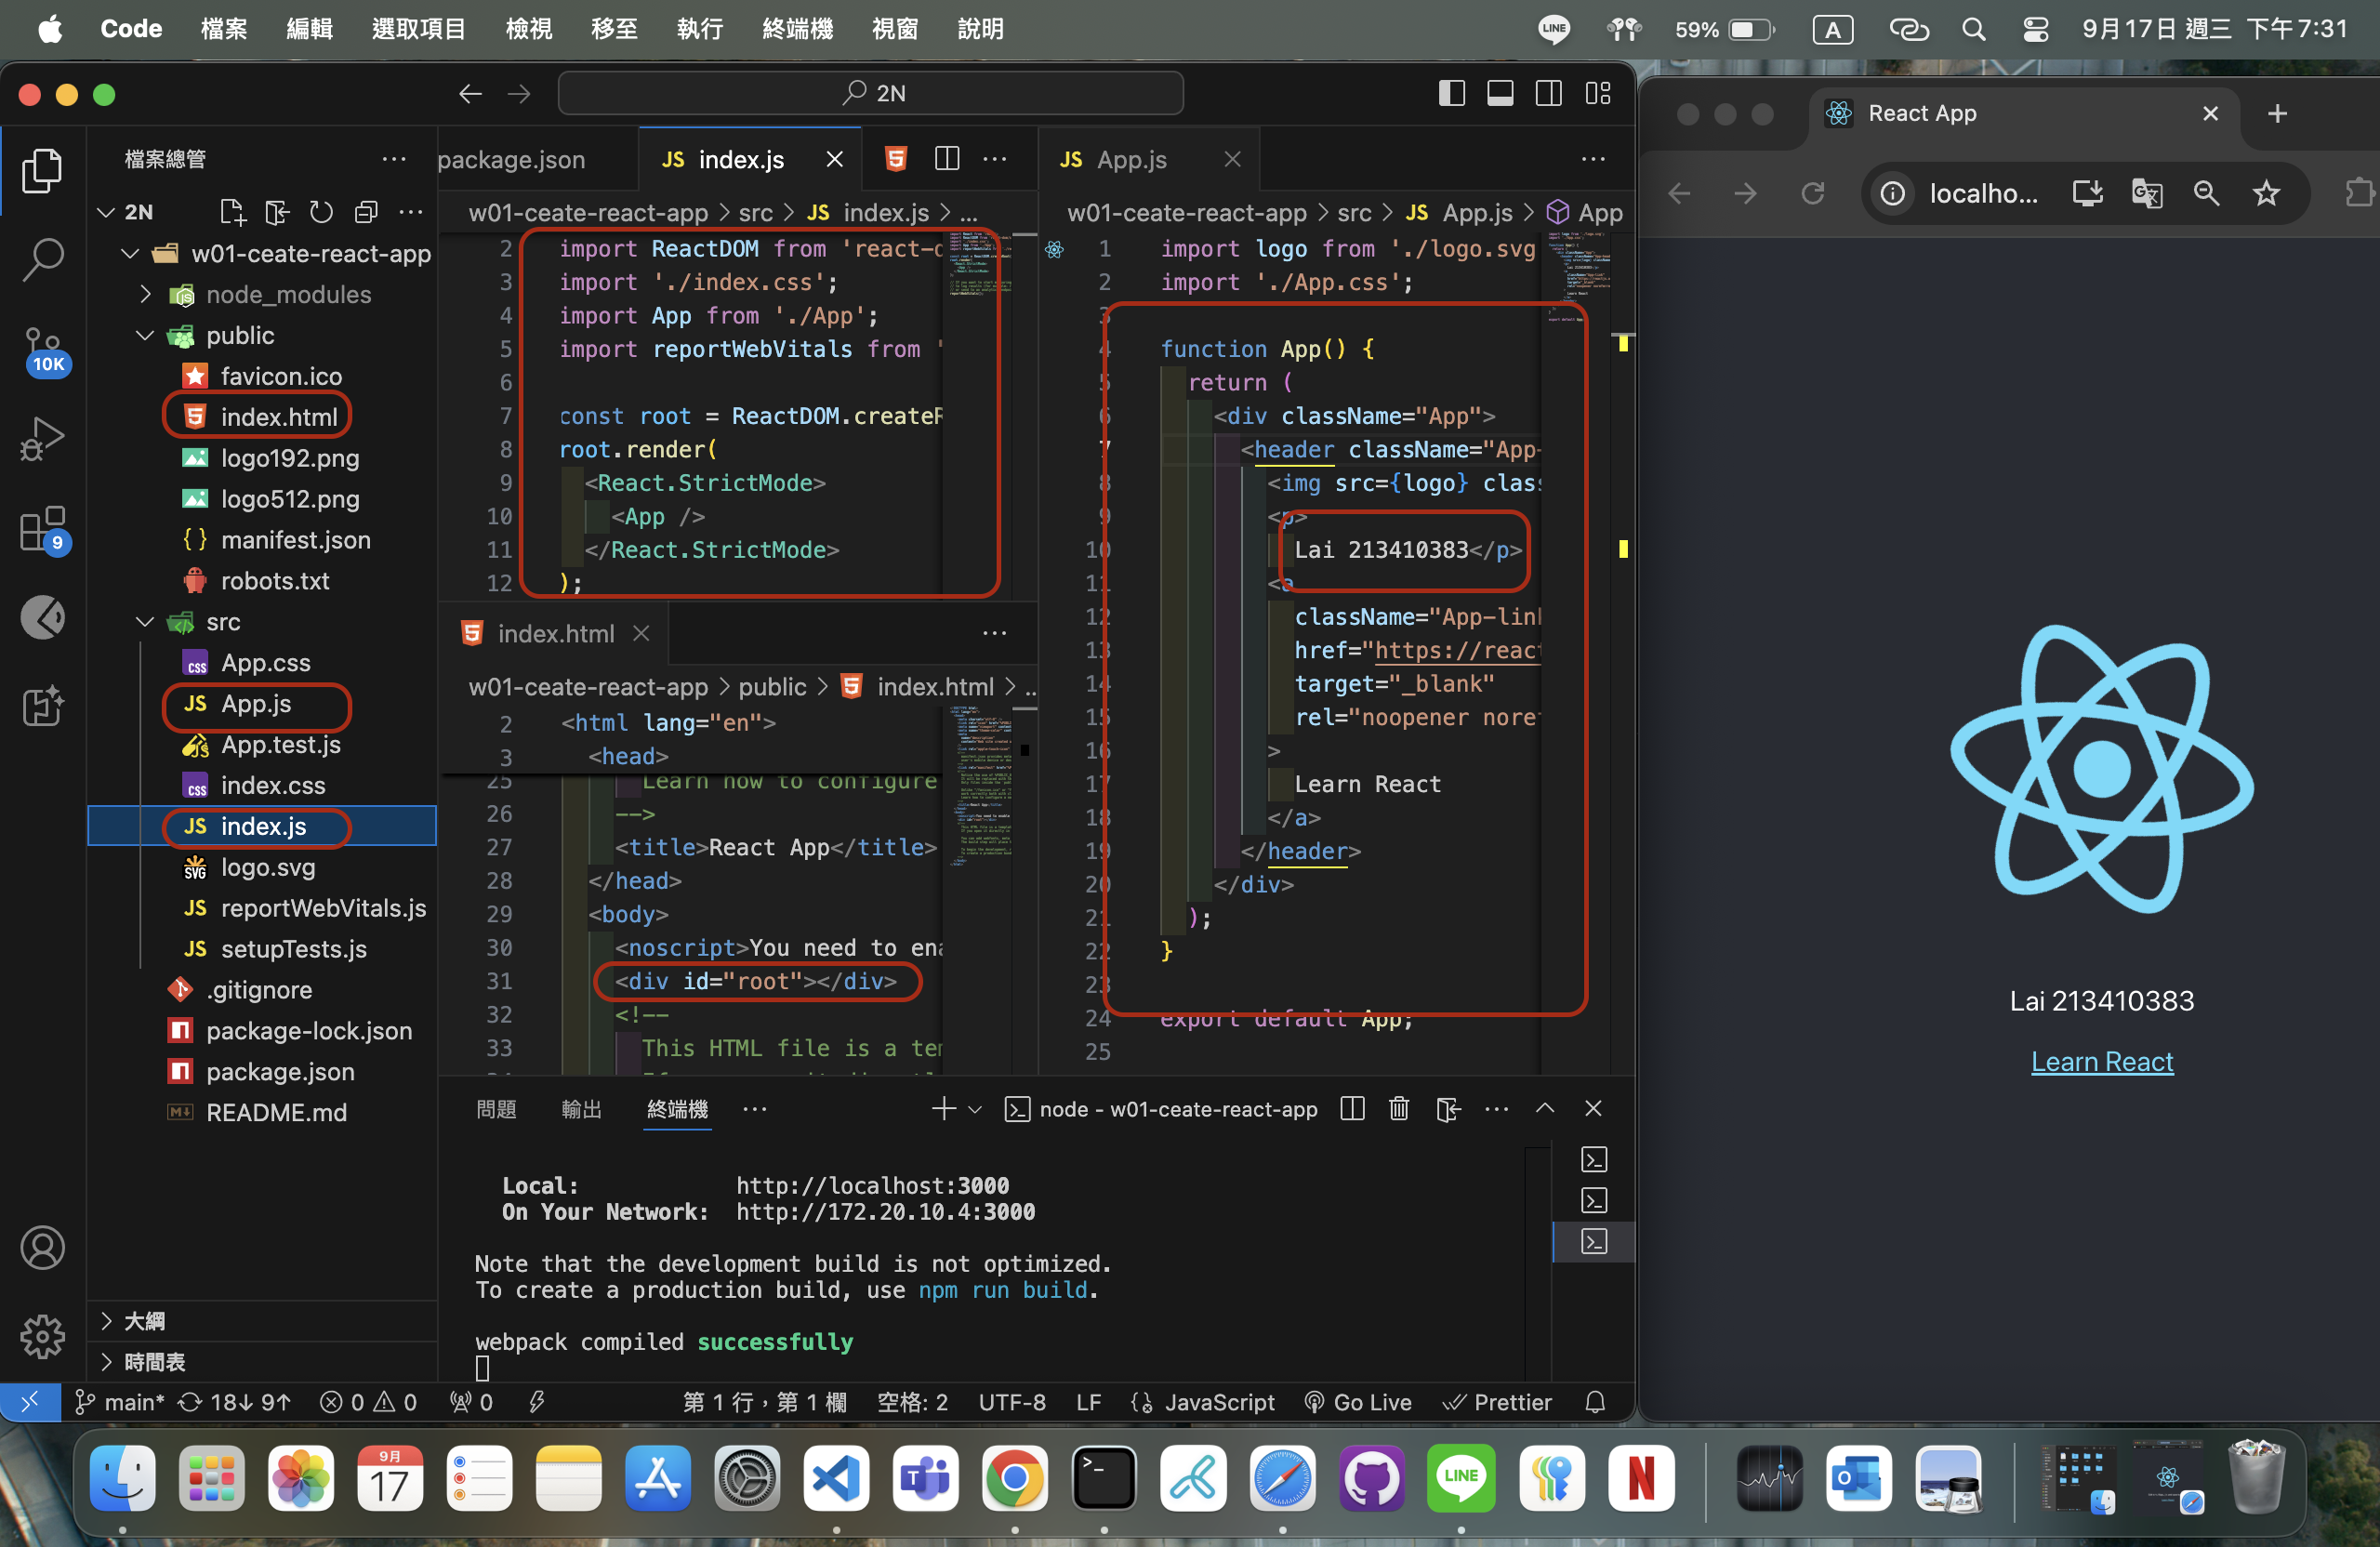 Code 檔案 編輯 選取項目 檢視 移至 執行 終端機 視窗 說明
LINE 59% A 9月17日 週三 下午7:31
2N
檔案總管
2N
w01-ceate-react-app
node_modules
public
favicon.ico
index.html
logo192.png
logo512.png
manifest.json
robots.txt
src
App.css
App.js
App.test.js
index.css
index.js
logo.svg
reportWebVitals.js
setupTests.js
.gitignore
package-lock.json
package.json
README.md
大綱
時間表
10K
9
package.json
JS index.js
w01-ceate-react-app > src > JS index.js > ...
2 import ReactDOM from 'react-
3 import './index.css';
4 import App from './App';
5 import reportWebVitals from '
6
7 const root = ReactDOM.createR
8 root.render(
9 <React.StrictMode>
10 <App />
11 </React.StrictMode>
12 );
index.html
w01-ceate-react-app > public > index.html > ..
2 <html lang="en">
3 <head>
25 Learn how to configure
26 -->
27 <title>React App</title>
28 </head>
29 <body>
30 <noscript>You need to ena
31 <div id="root"></div>
32 <!--
33 This HTML file is a tem
JS App.js
w01-ceate-react-app > src > JS App.js > App
1 import logo from './logo.svg
2 import './App.css';
3
4 function App() {
5 return (
6 <div className="App">
7 <header className="App-
8 <img src={logo} class
9 <p>
10 Lai 213410383</p>
11 <a
12 className="App-link
13 href="https://react
14 target="_blank"
15 rel="noopener noref
16 >
17 Learn React
18 </a>
19 </header>
20 </div>
21 );
22 }
23
24 export default App;
25
問題 輸出 終端機
node - w01-ceate-react-app
Local: http://localhost:3000
On Your Network: http://172.20.10.4:3000
Note that the development build is not optimized.
To create a production build, use npm run build.
webpack compiled successfully
main* 18↓ 9↑ 0 0 0 第 1 行，第 1 欄 空格: 2 UTF-8 LF JavaScript Go Live Prettier
React App
localho...
Lai 213410383
Learn React
9月
17
LINE